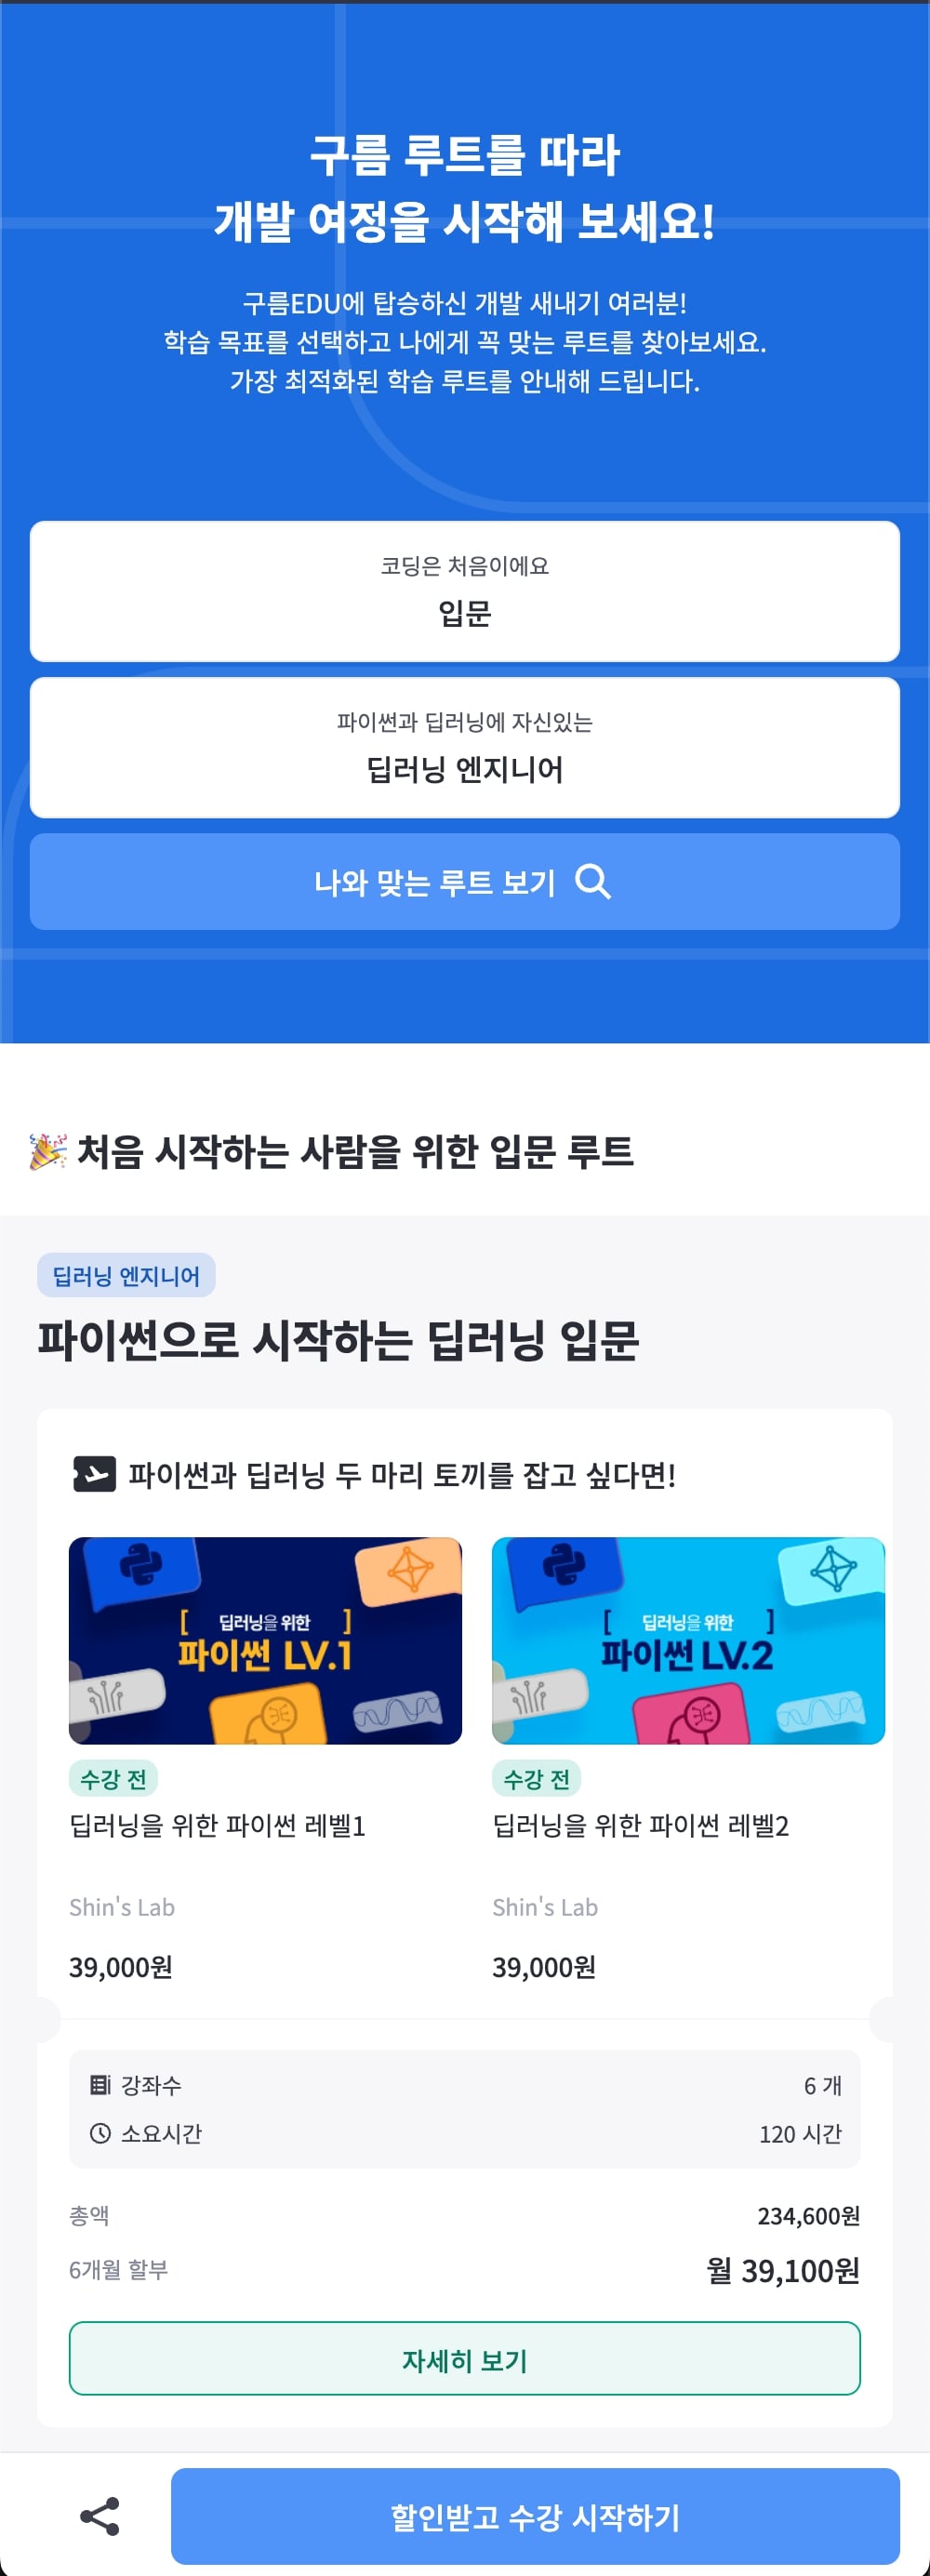 구름 루트를 따라
개발 여정을 시작해 보세요!
구름EDU에 탑승하신 개발 새내기 여러분!
학습 목표를 선택하고 나에게 꼭 맞는 루트를 찾아보세요.
가장 최적화된 학습 루트를 안내해 드립니다.
코딩은 처음이에요
입문
파이썬과 딥러닝에 자신있는
딥러닝 엔지니어
나와 맞는 루트 보기
🎉 처음 시작하는 사람을 위한 입문 루트
딥러닝 엔지니어
파이썬으로 시작하는 딥러닝 입문
파이썬과 딥러닝 두 마리 토끼를 잡고 싶다면!
[ 딥러닝을 위한 ]
파이썬 LV.1
[ 딥러닝을 위한 ]
파이썬 LV.2
수강 전
수강 전
딥러닝을 위한 파이썬 레벨1
딥러닝을 위한 파이썬 레벨2
Shin's Lab
Shin's Lab
39,000원
39,000원
강좌수 6 개
소요시간 120 시간
총액 234,600원
6개월 할부 월 39,100원
자세히 보기
할인받고 수강 시작하기